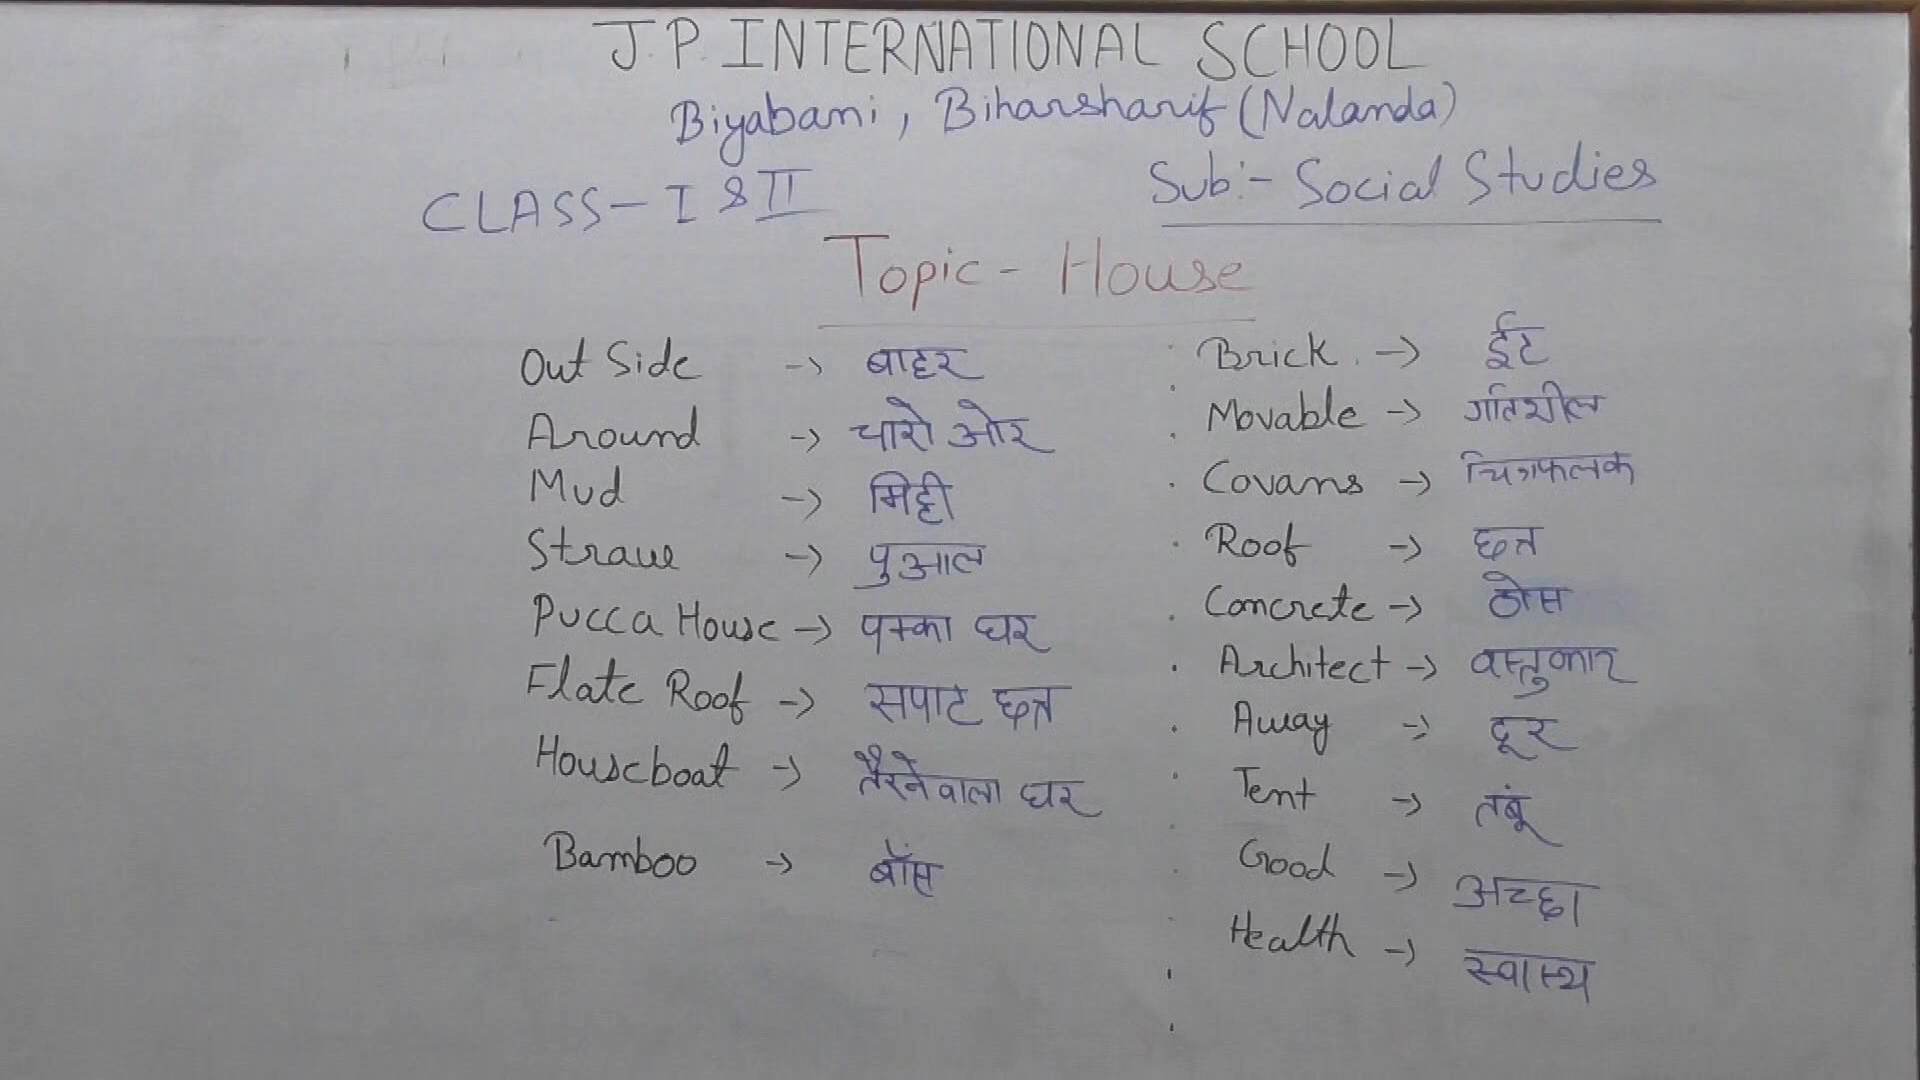 J.P. INTERNATIONAL SCHOOL
Biyabani, Biharsharif (Nalanda)
CLASS - I & II
Sub:- Social Studies
Topic - House
Out Side -> बाहर
Around -> चारो ओर
Mud -> मिट्टी
Strawe -> पुआल
Pucca House -> पक्का घर
Flate Roof -> सपाट छत्त
Houseboat -> तैरने वाला घर
Bamboo -> बाँस
Brick. -> ईट
Movable -> गतिशील
Covans -> चित्रफलक
Roof -> छत्त
Concrete -> ठोस
Architect -> वस्तुकार
Away -> दूर
Tent -> तंबू
Good -> अच्छा
Health -> स्वास्थ्य